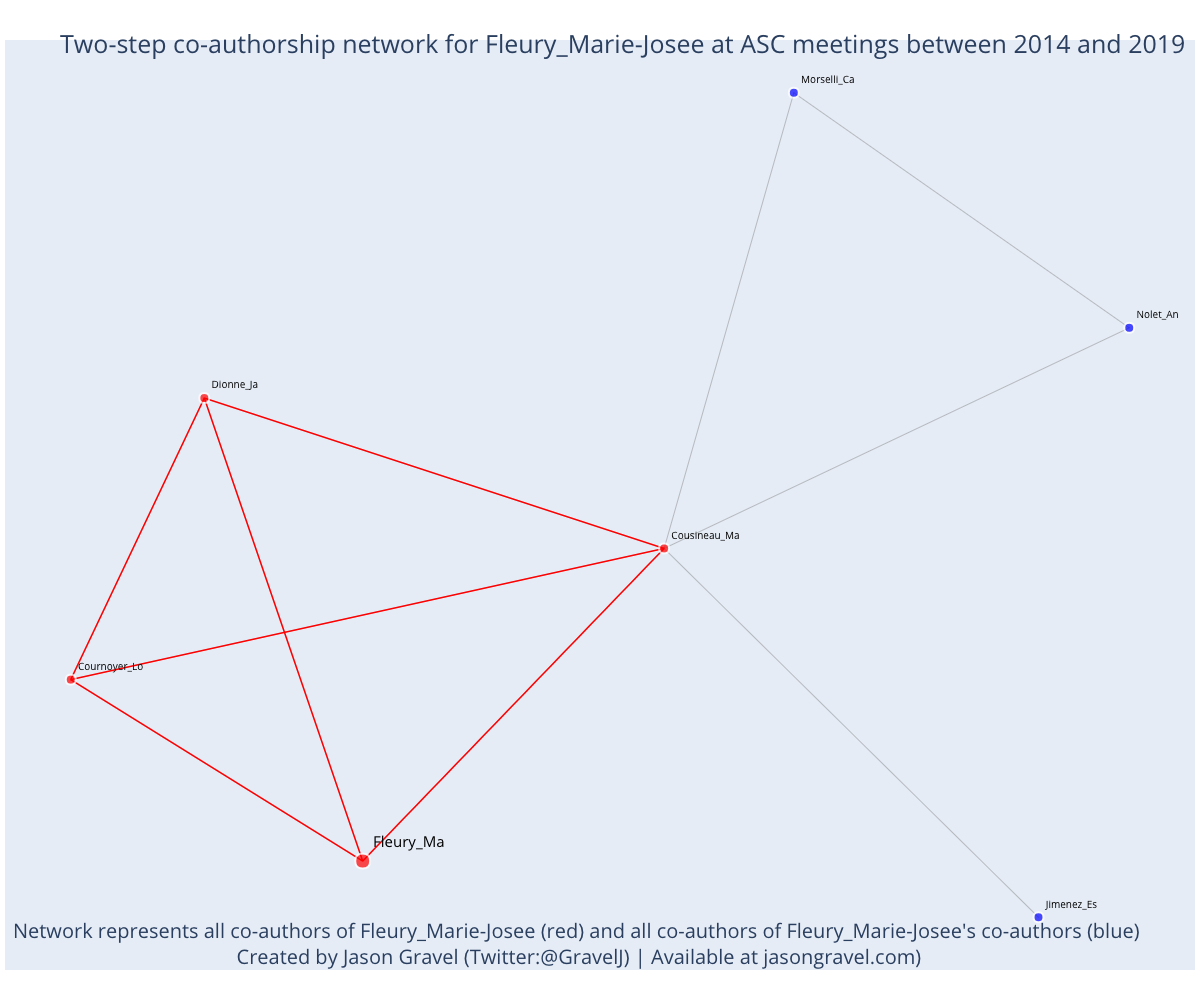 Two-step co-authorship network for Fleury_Marie-Josee at ASC meetings between 2014 and 2019
Morselli_Ca
Nolet_An
Dionne_Ja
Cousineau_Ma
Cournoyer_Lo
Fleury_Ma
Jimenez_Es
Network represents all co-authors of Fleury_Marie-Josee (red) and all co-authors of Fleury_Marie-Josee's co-authors (blue)
Created by Jason Gravel (Twitter:@GravelJ) | Available at jasongravel.com)